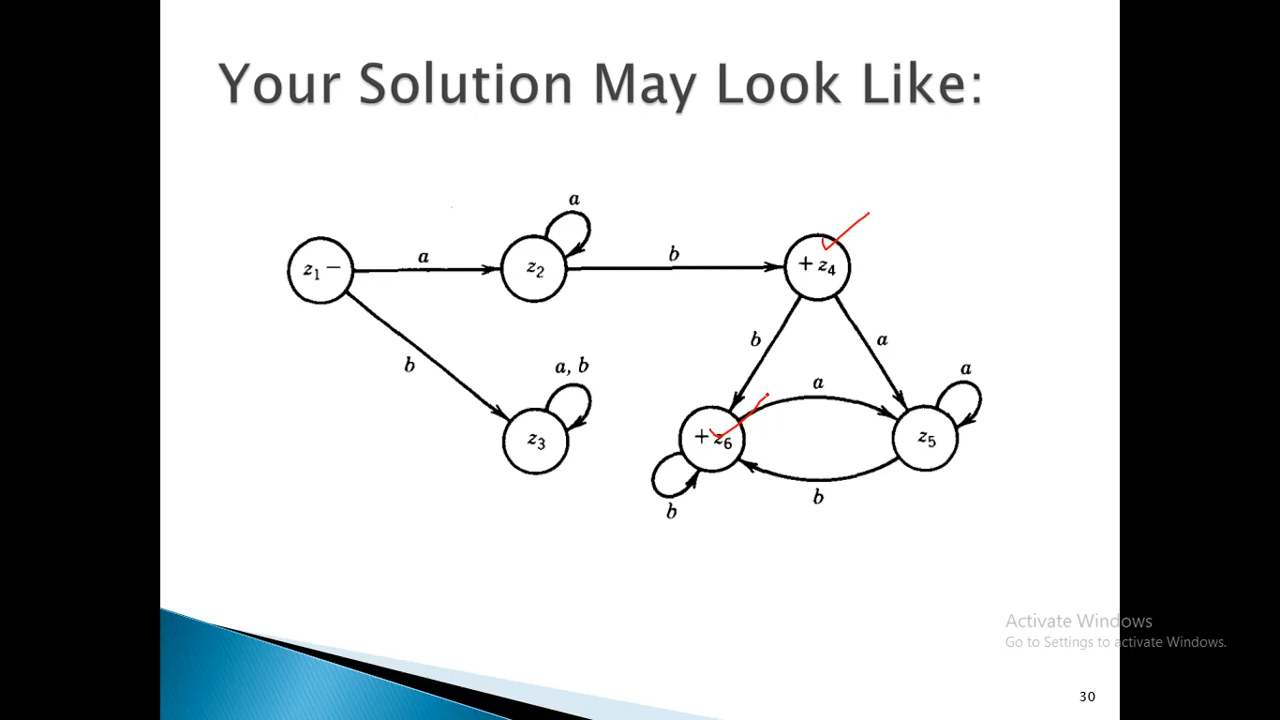 Your Solution May Look Like:
a
z1 −
a
z2
b
+ z4
b
a
b
a, b
a
a
z3
+ z6
z5
b
b
Activate Windows
Go to Settings to activate Windows.
30